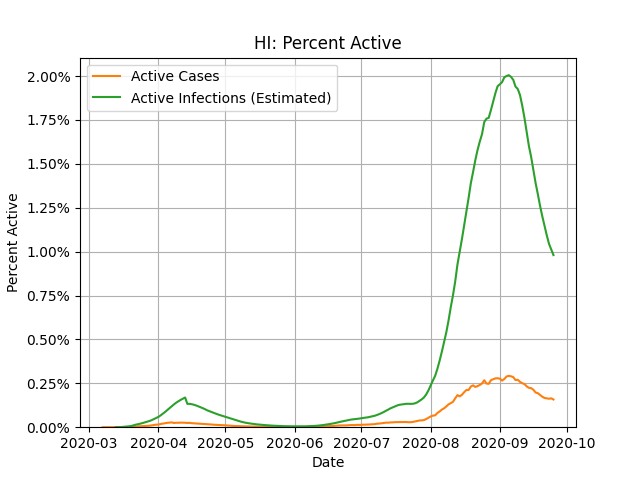 HI: Percent Active
Active Cases
Active Infections (Estimated)
2.00%
1.75%
1.50%
1.25%
1.00%
0.75%
0.50%
0.25%
0.00%
Percent Active
2020-03 2020-04 2020-05 2020-06 2020-07 2020-08 2020-09 2020-10
Date